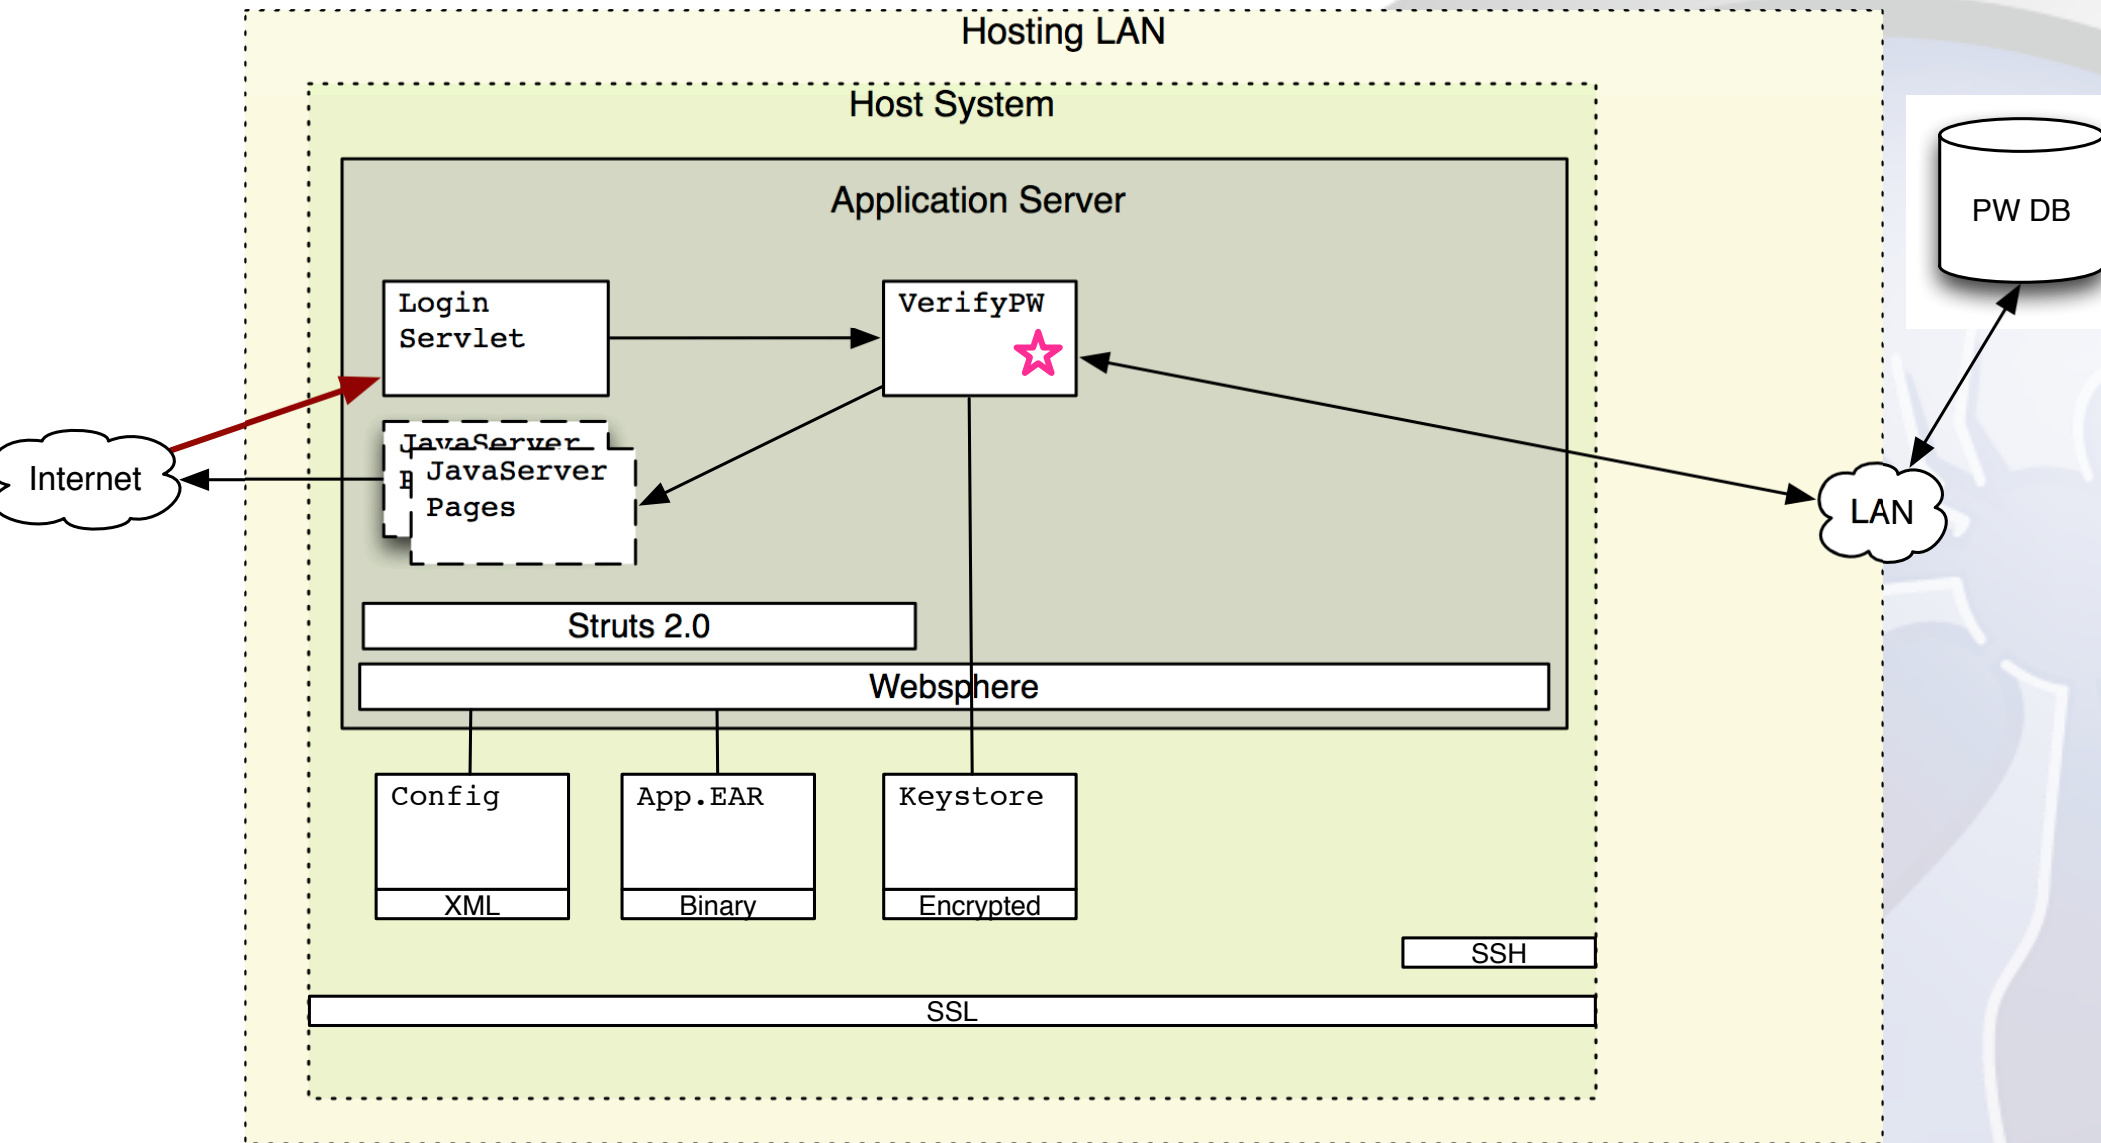 Hosting LAN
Host System
Application Server
PW DB
Login
Servlet
VerifyPW
JavaServer
JavaServer
Pages
Internet
LAN
Struts 2.0
Websphere
Config
XML
App.EAR
Binary
Keystore
Encrypted
SSH
SSL